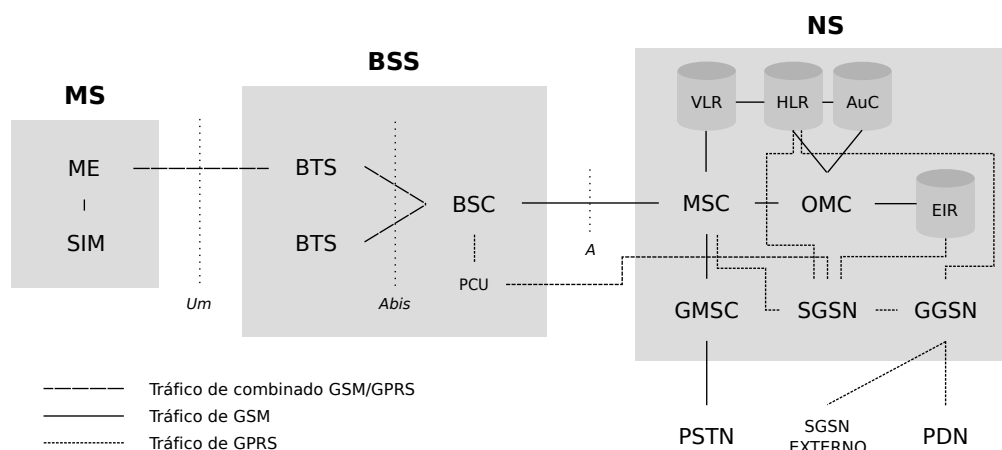 NS
BSS
MS
VLR
HLR
AuC
ME
BTS
BSC
MSC
OMC
EIR
SIM
BTS
A
PCU
Um
Abis
GMSC
SGSN
GGSN
Tráfico de combinado GSM/GPRS
Tráfico de GSM
Tráfico de GPRS
PSTN
SGSN
EXTERNO
PDN